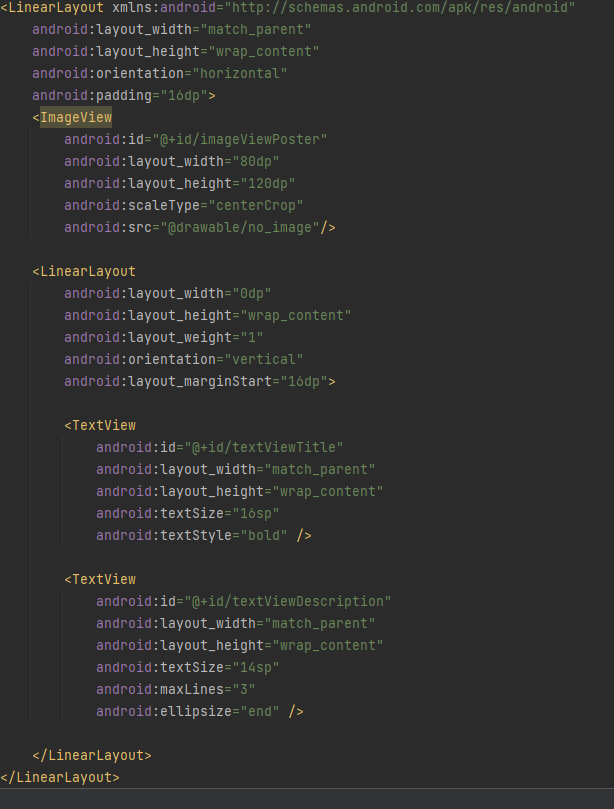 <LinearLayout xmlns:android="http://schemas.android.com/apk/res/android"
    android:layout_width="match_parent"
    android:layout_height="wrap_content"
    android:orientation="horizontal"
    android:padding="16dp">
    <ImageView
        android:id="@+id/imageViewPoster"
        android:layout_width="80dp"
        android:layout_height="120dp"
        android:scaleType="centerCrop"
        android:src="@drawable/no_image"/>

    <LinearLayout
        android:layout_width="0dp"
        android:layout_height="wrap_content"
        android:layout_weight="1"
        android:orientation="vertical"
        android:layout_marginStart="16dp">

        <TextView
            android:id="@+id/textViewTitle"
            android:layout_width="match_parent"
            android:layout_height="wrap_content"
            android:textSize="16sp"
            android:textStyle="bold" />

        <TextView
            android:id="@+id/textViewDescription"
            android:layout_width="match_parent"
            android:layout_height="wrap_content"
            android:textSize="14sp"
            android:maxLines="3"
            android:ellipsize="end" />

    </LinearLayout>
</LinearLayout>